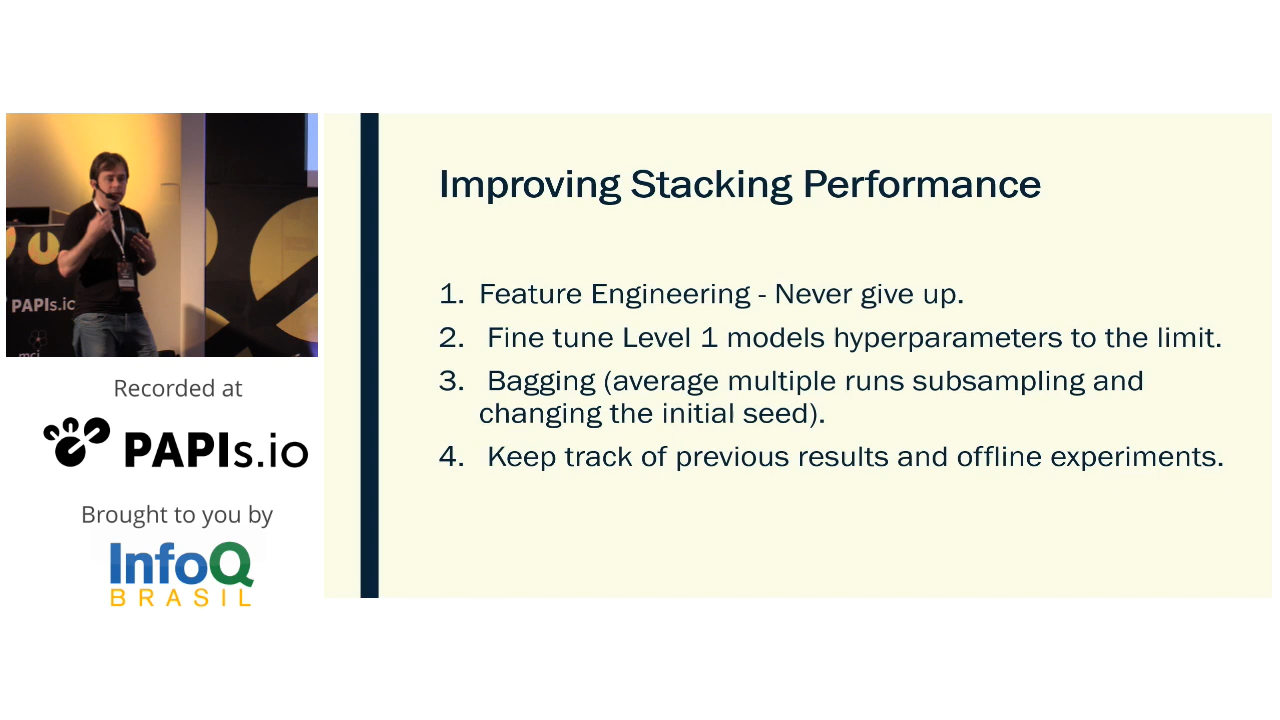 PAPIs.io
mci
Recorded at
PAPIs.io
Brought to you by
InfoQ
BRASIL
Improving Stacking Performance
1. Feature Engineering - Never give up.
2. Fine tune Level 1 models hyperparameters to the limit.
3. Bagging (average multiple runs subsampling and
changing the initial seed).
4. Keep track of previous results and offline experiments.